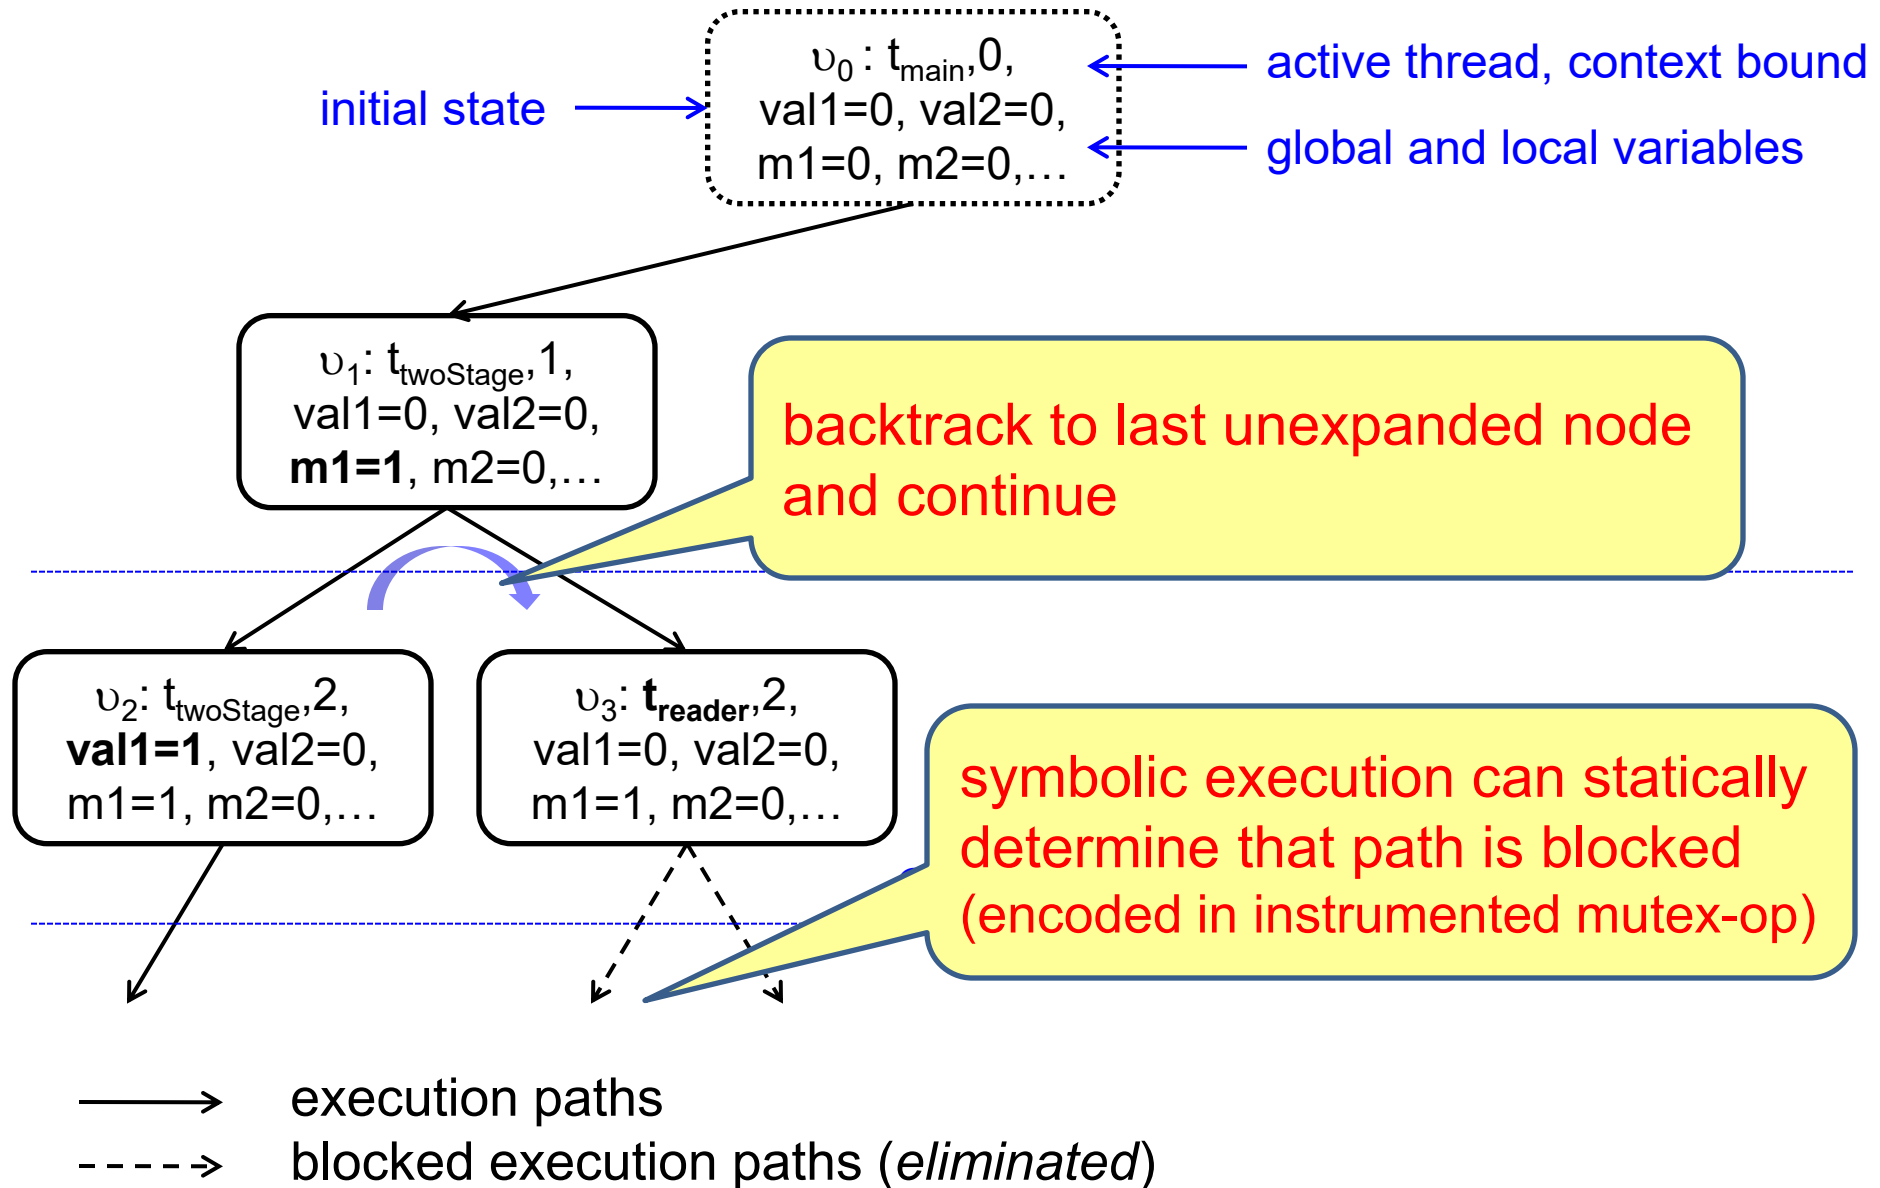 υ0 : tmain,0,
val1=0, val2=0,
m1=0, m2=0,…
initial state
active thread, context bound
global and local variables
υ1: ttwoStage,1,
val1=0, val2=0,
m1=1, m2=0,…
backtrack to last unexpanded node
and continue
υ2: ttwoStage,2,
val1=1, val2=0,
m1=1, m2=0,…
υ3: treader,2,
val1=0, val2=0,
m1=1, m2=0,…
symbolic execution can statically
determine that path is blocked
(encoded in instrumented mutex-op)
execution paths
blocked execution paths (eliminated)